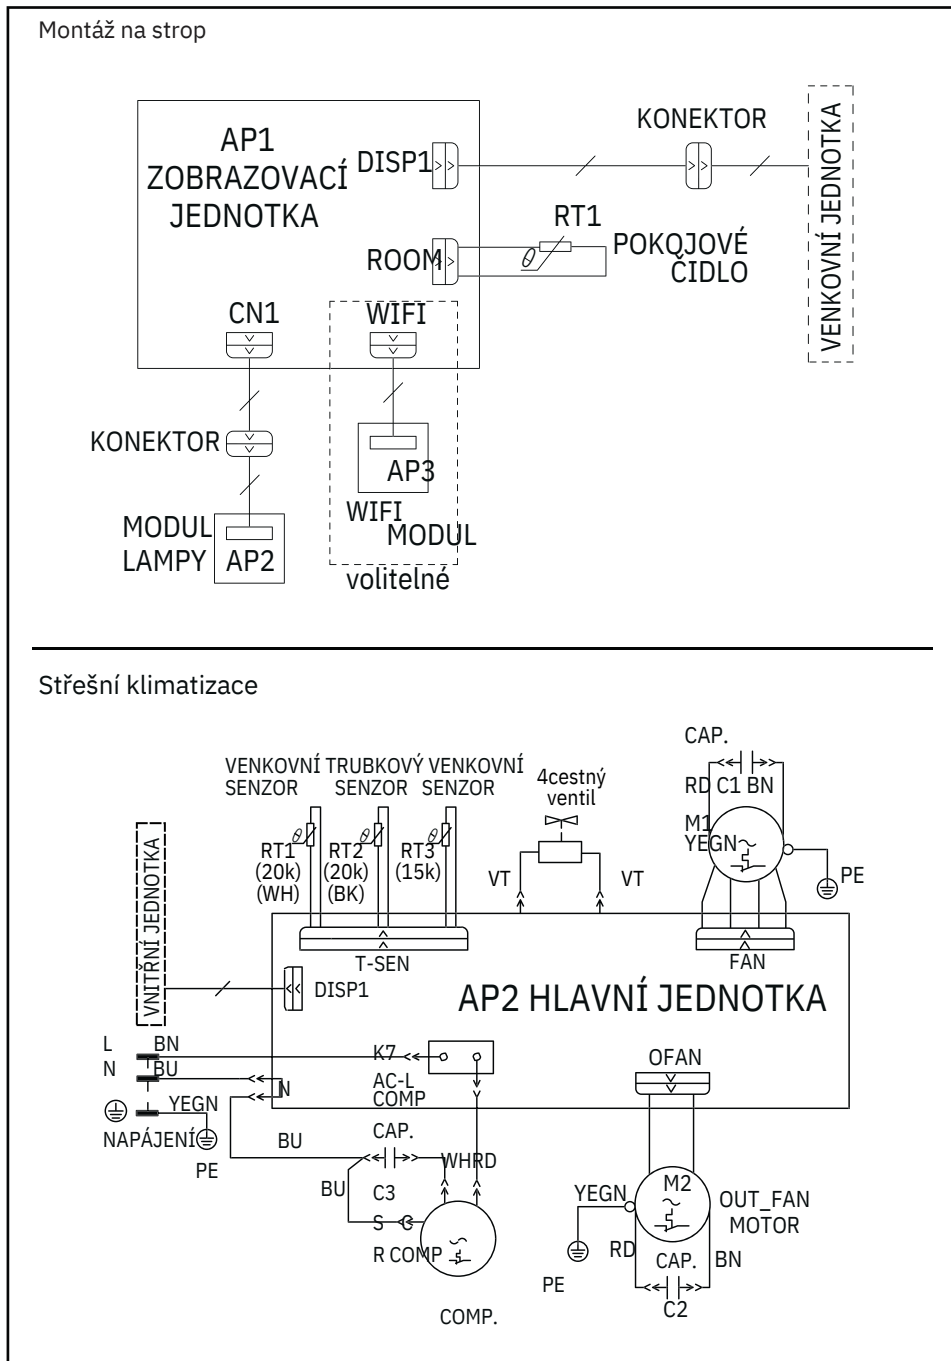 Montáž na strop
AP1
ZOBRAZOVACÍ
JEDNOTKA
DISP1
KONEKTOR
VENKOVNÍ JEDNOTKA
ROOM
RT1
POKOJOVÉ
ČIDLO
CN1
WIFI
KONEKTOR
AP3
WIFI
MODUL
MODUL
LAMPY
AP2
volitelné
Střešní klimatizace
VENKOVNÍ
SENZOR
TRUBKOVÝ
SENZOR
VENKOVNÍ
SENZOR
4cestný
ventil
CAP.
RD C1 BN
M1
YEGN
PE
RT1
(20k)
(WH)
RT2
(20k)
(BK)
RT3
(15k)
VT
VT
VNITŘNÍ JEDNOTKA
T-SEN
FAN
DISP1
AP2 HLAVNÍ JEDNOTKA
L
BN
N
BU
N
K7
AC-L
COMP
OFAN
YEGN
NAPÁJENÍ
PE
BU
CAP.
WHRD
BU
C3
S C
R COMP
COMP.
YEGN
M2
OUT_FAN
MOTOR
PE
RD
CAP.
BN
C2